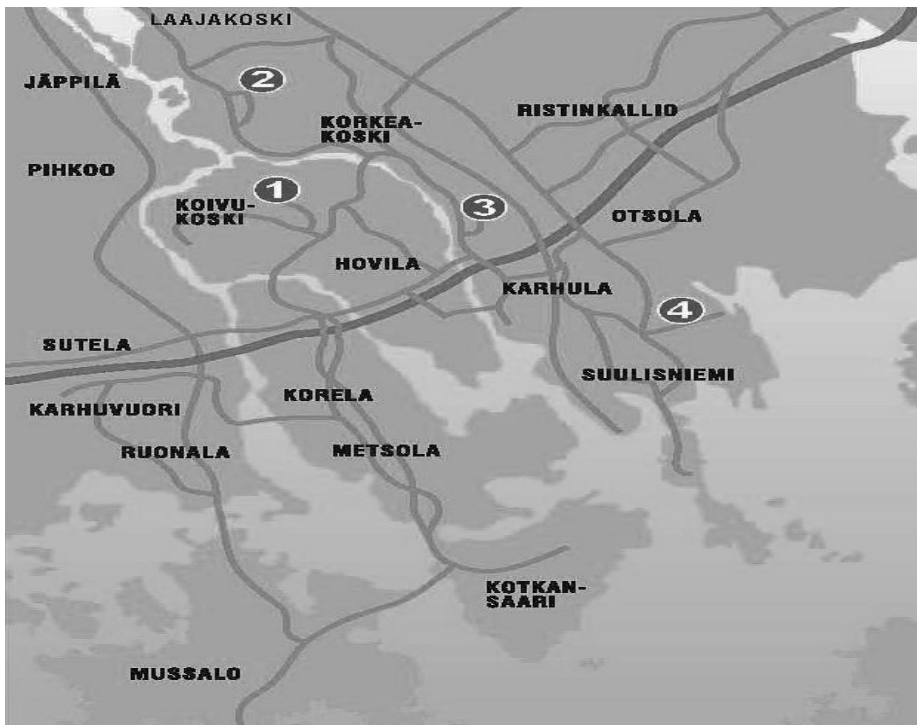 LAAJAKOSKI
JÄPPILÄ
2
RISTINKALLIO
KORKEA-
KOSKI
PIHKOO
1
KOIVU-
KOSKI
3
OTSOLA
HOVILA
KARHULA
4
SUTELA
SUULISNIEMI
KARHUVUORI
KORELA
RUONALA
METSOLA
KOTKAN-
SAARI
MUSSALO